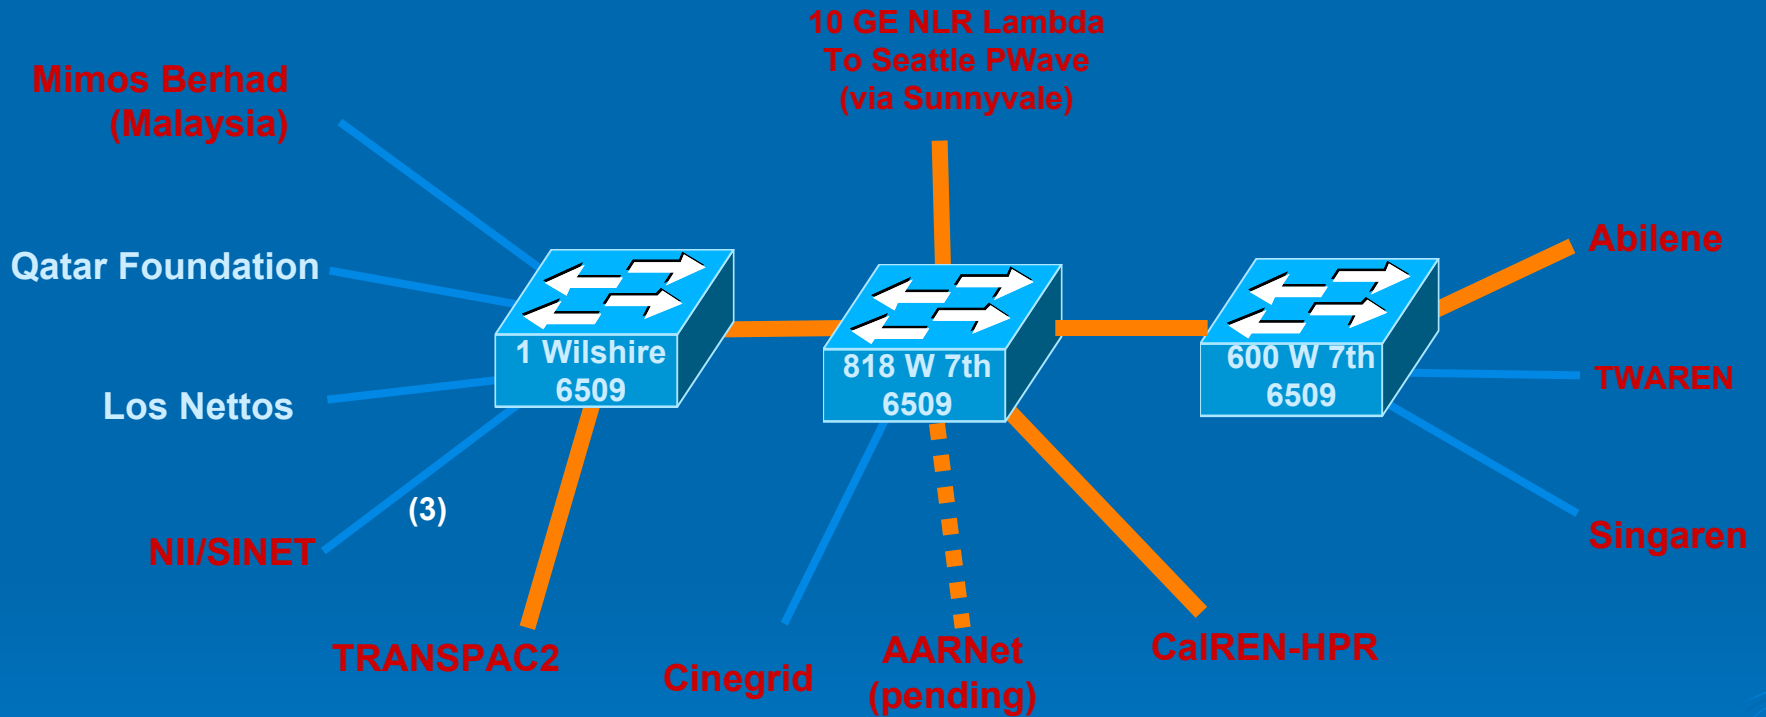 10 GE NLR Lambda
To Seattle PWave
(via Sunnyvale)
Mimos Berhad
(Malaysia)
Qatar Foundation
Los Nettos
NII/SINET
(3)
TRANSPAC2
1 Wilshire
6509
818 W 7th
6509
600 W 7th
6509
Cinegrid
AARNet
(pending)
CalREN-HPR
Abilene
TWAREN
Singaren